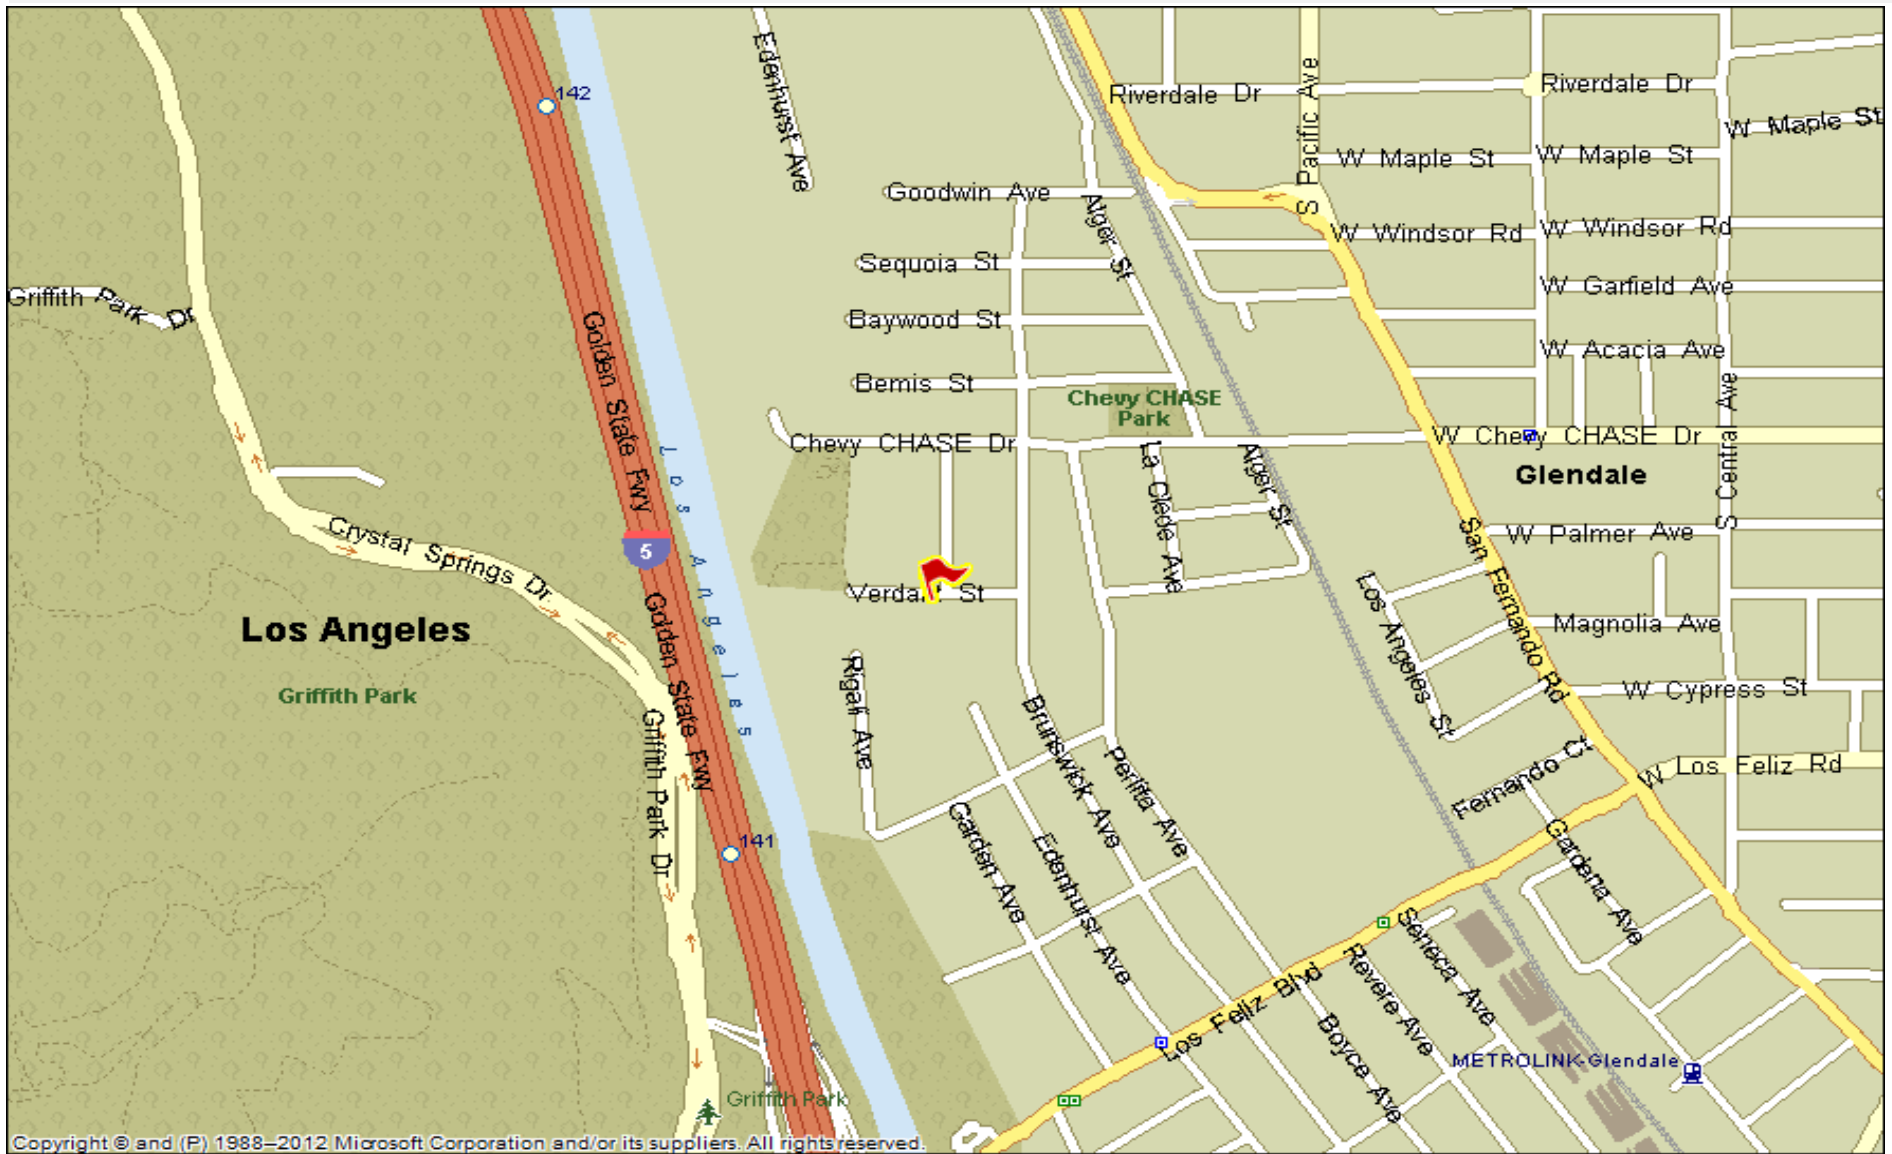 Edenhurst Ave
142
Riverdale Dr
S Pacific Ave
Riverdale Dr
W Maple St
W Maple St
W Maple St
Goodwin Ave
Alger St
W Windsor Rd
W Windsor Rd
Sequoia St
Griffith Park Dr
W Garfield Ave
Baywood St
Golden State Fwy
W Acacia Ave
Bemis St
Chevy CHASE
Park
S Central Ave
Chevy CHASE Dr
W Chevy CHASE Dr
Los Angeles
La Clede Ave
Alger St
Glendale
Crystal Springs Dr
5
San Fernando Rd
W Palmer Ave
Verdant St
Los Angeles St
Los Angeles
Golden State Fwy
Magnolia Ave
Griffith Park
Rigali Ave
W Cypress St
Griffith Park Dr
Brunswick Ave
Perlita Ave
Fernando Ct
W Los Feliz Rd
141
Garden Ave
Edenhurst Ave
Gardena Ave
Seneca Ave
Revere Ave
Los Feliz Blvd
Boyce Ave
METROLINK-Glendale
Griffith Park
Copyright © and (P) 1988–2012 Microsoft Corporation and/or its suppliers. All rights reserved.